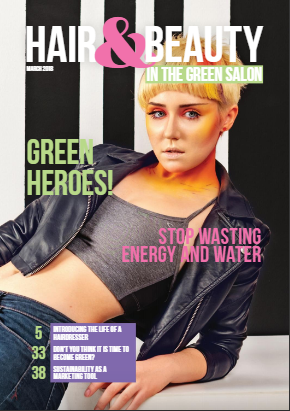 HAIR & BEAUTY
MARCH 2016
IN THE GREEN SALON
GREEN
HEROES!
STOP WASTING
ENERGY AND WATER
5 INTRODUCING THE LIFE OF A
HAIRDRESSER
33 DON'T YOU THINK IT IS TIME TO
BECOME GREEN?
38 SUSTAINABILITY AS A
MARKETING TOOL